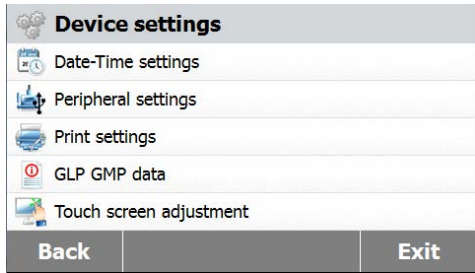 Device settings
Date-Time settings
Peripheral settings
Print settings
GLP GMP data
Touch screen adjustment
Back
Exit